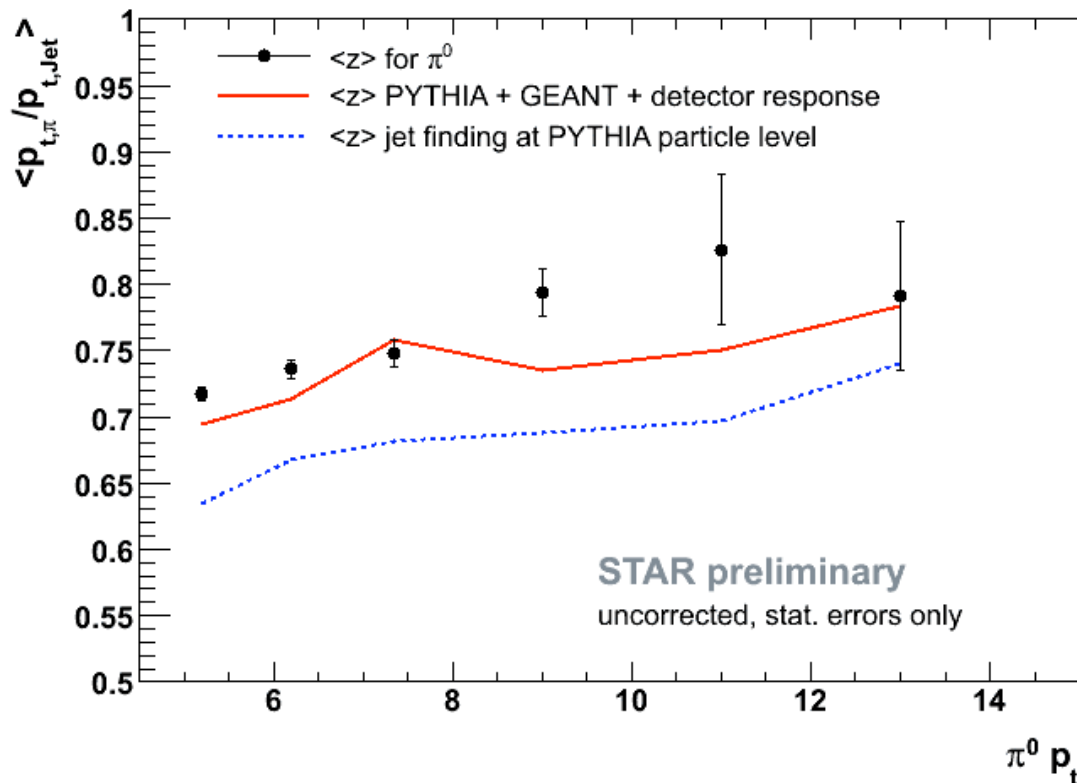 <p_t,π/p_t,Jet>
1
0.95
0.9
0.85
0.8
0.75
0.7
0.65
0.6
0.55
0.5
<z> for π⁰
<z> PYTHIA + GEANT + detector response
<z> jet finding at PYTHIA particle level
STAR preliminary
uncorrected, stat. errors only
6 8 10 12 14
π⁰ p_t